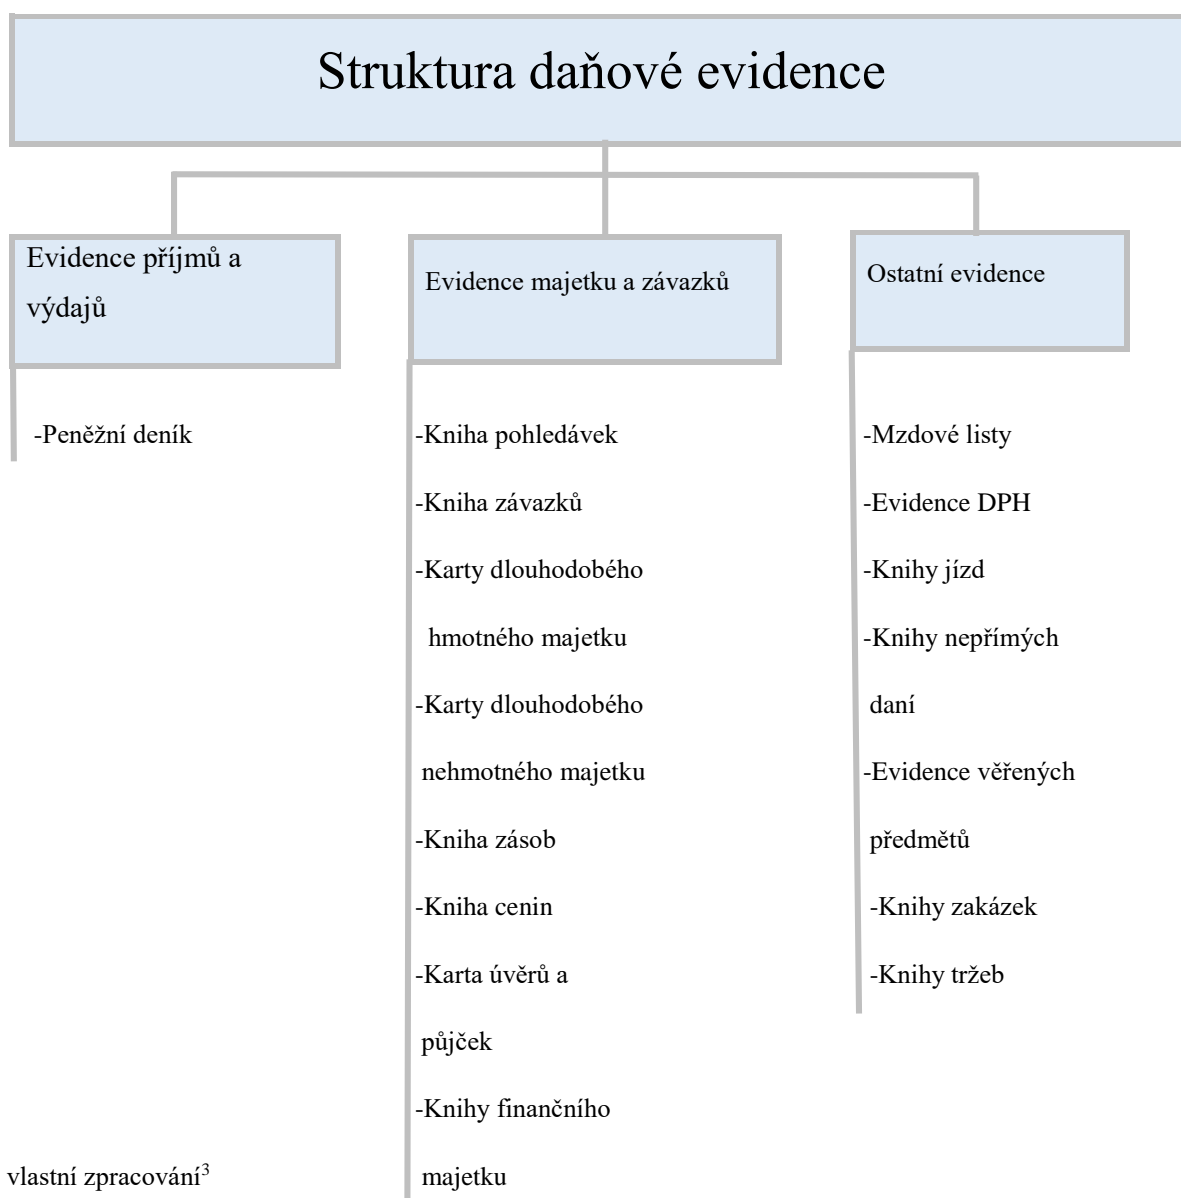 Struktura daňové evidence
Evidence příjmů a
výdajů
-Peněžní deník
Evidence majetku a závazků
-Kniha pohledávek
-Kniha závazků
-Karty dlouhodobého
hmotného majetku
-Karty dlouhodobého
nehmotného majetku
-Kniha zásob
-Kniha cenin
-Karta úvěrů a
půjček
-Knihy finančního
majetku
Ostatní evidence
-Mzdové listy
-Evidence DPH
-Knihy jízd
-Knihy nepřímých
daní
-Evidence věřených
předmětů
-Knihy zakázek
-Knihy tržeb
vlastní zpracování³